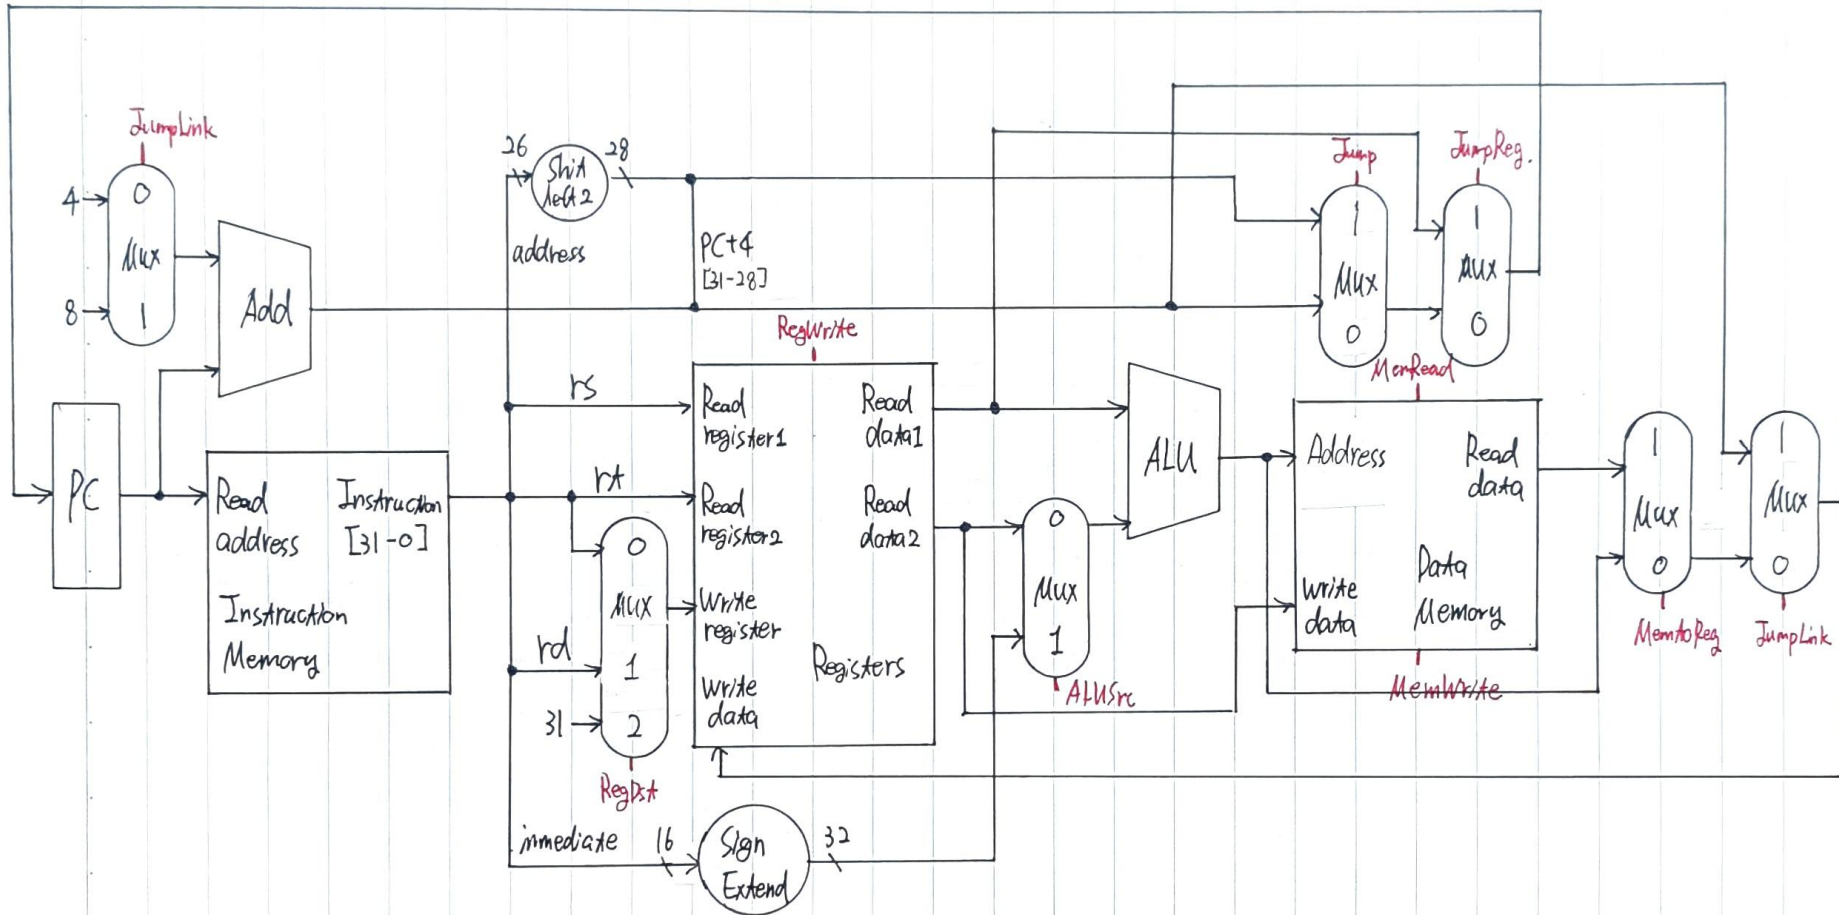 JumpLink
4
0
Mux
8
1
Add
PC
Read
address
Instruction
[31-0]
Instruction
Memory
26
28
Shift
left2
address
PC+4
[31-28]
rs
rt
rd
31
0
Mux
1
2
RegDst
immediate
16
Sign
Extend
32
RegWrite
Read
register1
Read
register2
Write
register
Write
data
Read
data1
Read
data2
Registers
0
Mux
1
ALUSrc
ALU
Jump
1
Mux
0
JumpReg.
1
Mux
0
MemRead
Address
Read
data
Write
data
Data
Memory
MemWrite
1
Mux
0
MemtoReg
1
Mux
0
JumpLink